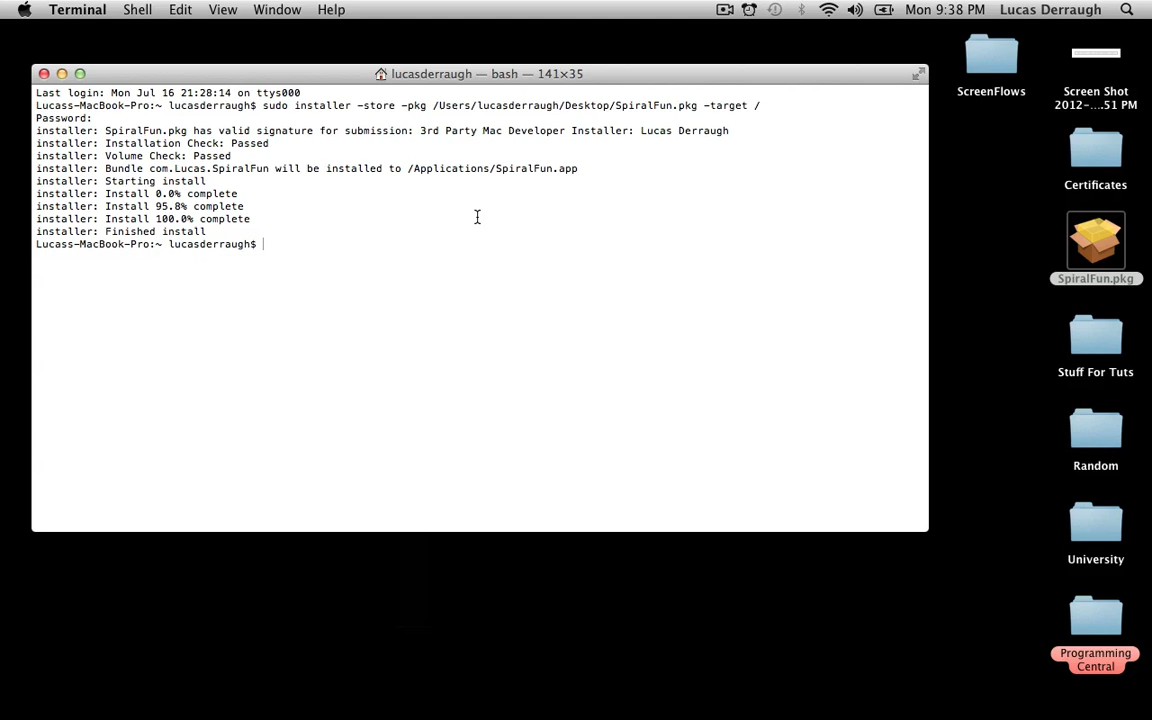 Terminal Shell Edit View Window Help Mon 9:38 PM Lucas Derraugh
lucasderraugh — bash — 141×35
Last login: Mon Jul 16 21:28:14 on ttys000
Lucass-MacBook-Pro:~ lucasderraugh$ sudo installer -store -pkg /Users/lucasderraugh/Desktop/SpiralFun.pkg -target /
Password:
installer: SpiralFun.pkg has valid signature for submission: 3rd Party Mac Developer Installer: Lucas Derraugh
installer: Installation Check: Passed
installer: Volume Check: Passed
installer: Bundle com.Lucas.SpiralFun will be installed to /Applications/SpiralFun.app
installer: Starting install
installer: Install 0.0% complete
installer: Install 95.8% complete
installer: Install 100.0% complete
installer: Finished install
Lucass-MacBook-Pro:~ lucasderraugh$
ScreenFlows
Screen Shot
2012-....51 PM
Certificates
SpiralFun.pkg
Stuff For Tuts
Random
University
Programming
Central